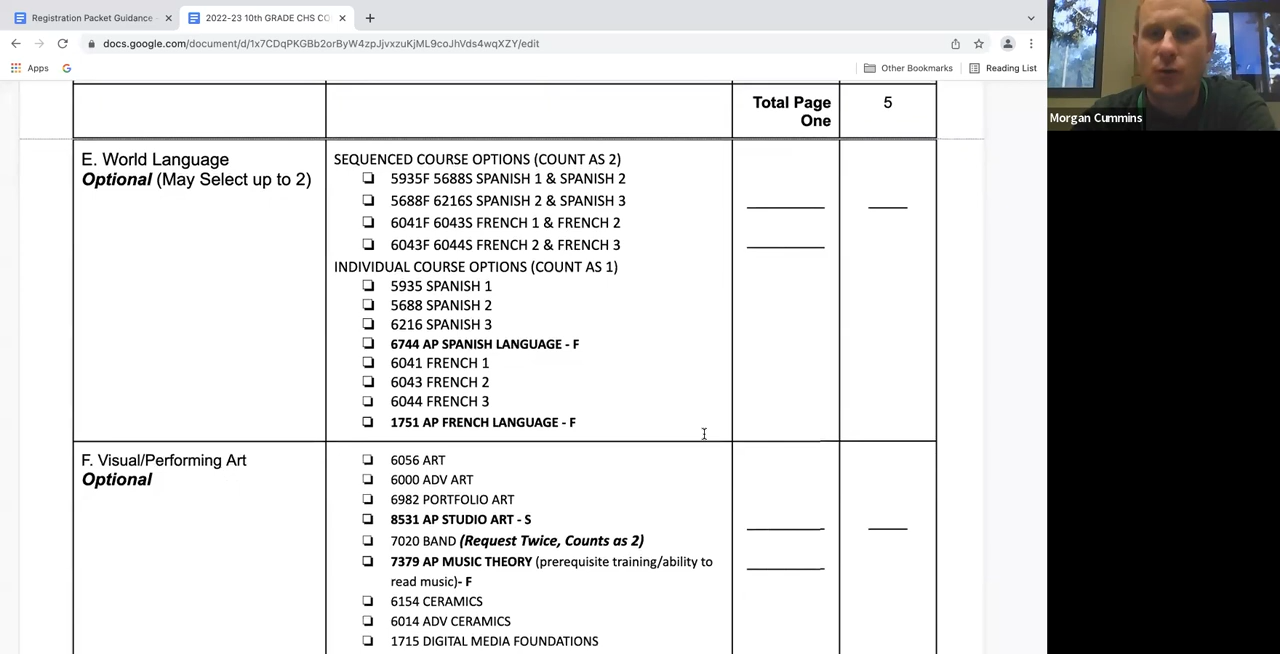 Registration Packet Guidance -
2022-23 10th GRADE CHS CO
docs.google.com/document/d/1x7CDqPKGBb2orByW4zpJjvxzuKjML9coJhVds4wqXZY/edit
Apps
Other Bookmarks
Reading List
Morgan Cummins
Total Page
One
5
E. World Language
Optional (May Select up to 2)
SEQUENCED COURSE OPTIONS (COUNT AS 2)
5935F 5688S SPANISH 1 & SPANISH 2
5688F 6216S SPANISH 2 & SPANISH 3
6041F 6043S FRENCH 1 & FRENCH 2
6043F 6044S FRENCH 2 & FRENCH 3
INDIVIDUAL COURSE OPTIONS (COUNT AS 1)
5935 SPANISH 1
5688 SPANISH 2
6216 SPANISH 3
6744 AP SPANISH LANGUAGE - F
6041 FRENCH 1
6043 FRENCH 2
6044 FRENCH 3
1751 AP FRENCH LANGUAGE - F
F. Visual/Performing Art
Optional
6056 ART
6000 ADV ART
6982 PORTFOLIO ART
8531 AP STUDIO ART - S
7020 BAND (Request Twice, Counts as 2)
7379 AP MUSIC THEORY (prerequisite training/ability to
read music)- F
6154 CERAMICS
6014 ADV CERAMICS
1715 DIGITAL MEDIA FOUNDATIONS